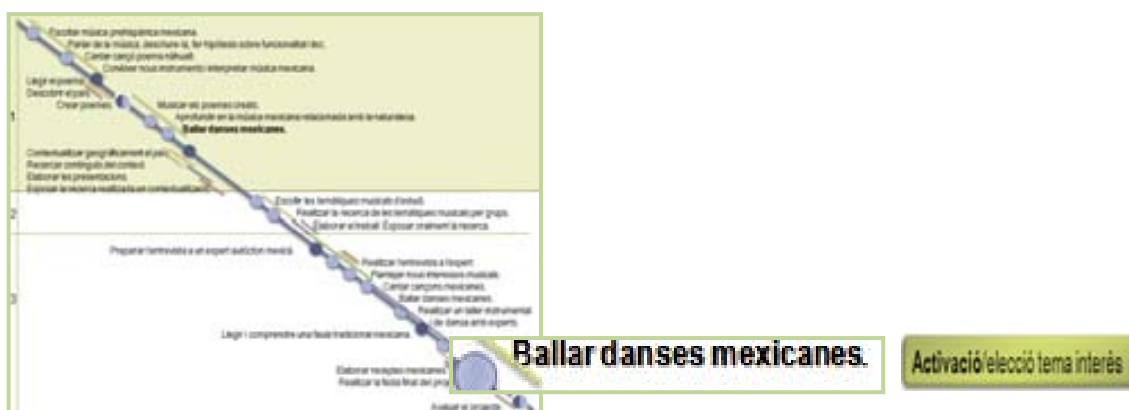 Escoltar música prehispànica mexicana.
Parlar de la música, descriure-la, fer hipòtesis sobre funcionalitat i lloc.
Cantar cançó poema nàhuatl.
Conèixer nous instruments i interpretar música mexicana.
Llegir el poema.
Descobrir el país.
Crear poemes.
Musicar els poemes creats.
Aprofundir en la música mexicana relacionada amb la naturalesa.
1
Ballar danses mexicanes.
Contextualitzar geogràficament el país.
Recercar continguts del context.
Elaborar les presentacions.
Exposar la recerca realitzada en contextualització.
Escollir les temàtiques musicals d'estudi.
2
Realitzar la recerca de les temàtiques musicals per grups.
Elaborar el treball. Exposar oralment la recerca.
Preparar l'entrevista a un expert autòcton mexicà.
Realitzar l'entrevista a l'expert.
Plantejar nous interessos musicals.
Cantar cançons mexicanes.
3
Ballar danses mexicanes.
Realitzar un taller instrumental
i de dansa amb experts.
Llegir i comprendre una faula tradicional mexicana.
Ballar danses mexicanes.
Activació/elecció tema interès
Elaborar receptes mexicanes.
Realitzar la festa final del
Avaluar el projecte.